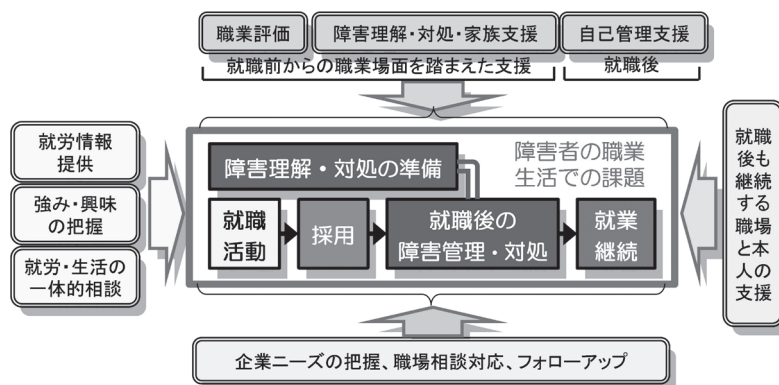 職業評価
障害理解・対処・家族支援
自己管理支援
就職前からの職業場面を踏まえた支援
就職後
就労情報
提供
強み・興味
の把握
就労・生活の
一体的相談
障害理解・対処の準備
障害者の職業
生活での課題
就職
活動
採用
就職後の
障害管理・対処
就業
継続
就職
後も
継続
する
職場
と本
人の
支援
企業ニーズの把握、職場相談対応、フォローアップ